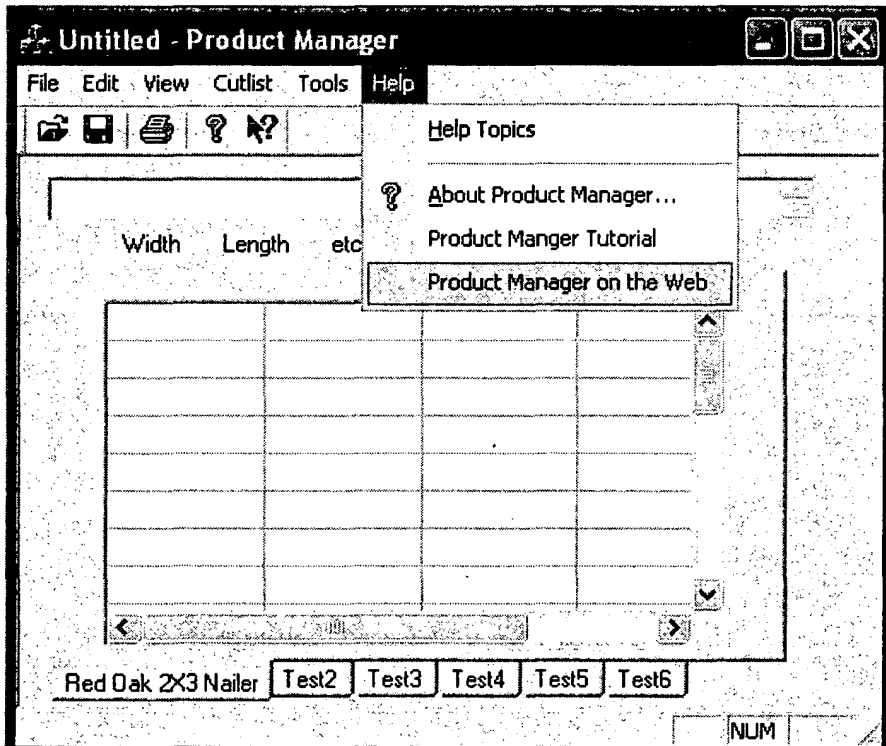 Untitled - Product Manager
File Edit View Cutlist Tools Help
Help Topics
About Product Manager...
Product Manger Tutorial
Product Manager on the Web
Width Length etc
Red Oak 2X3 Nailer Test2 Test3 Test4 Test5 Test6
NUM